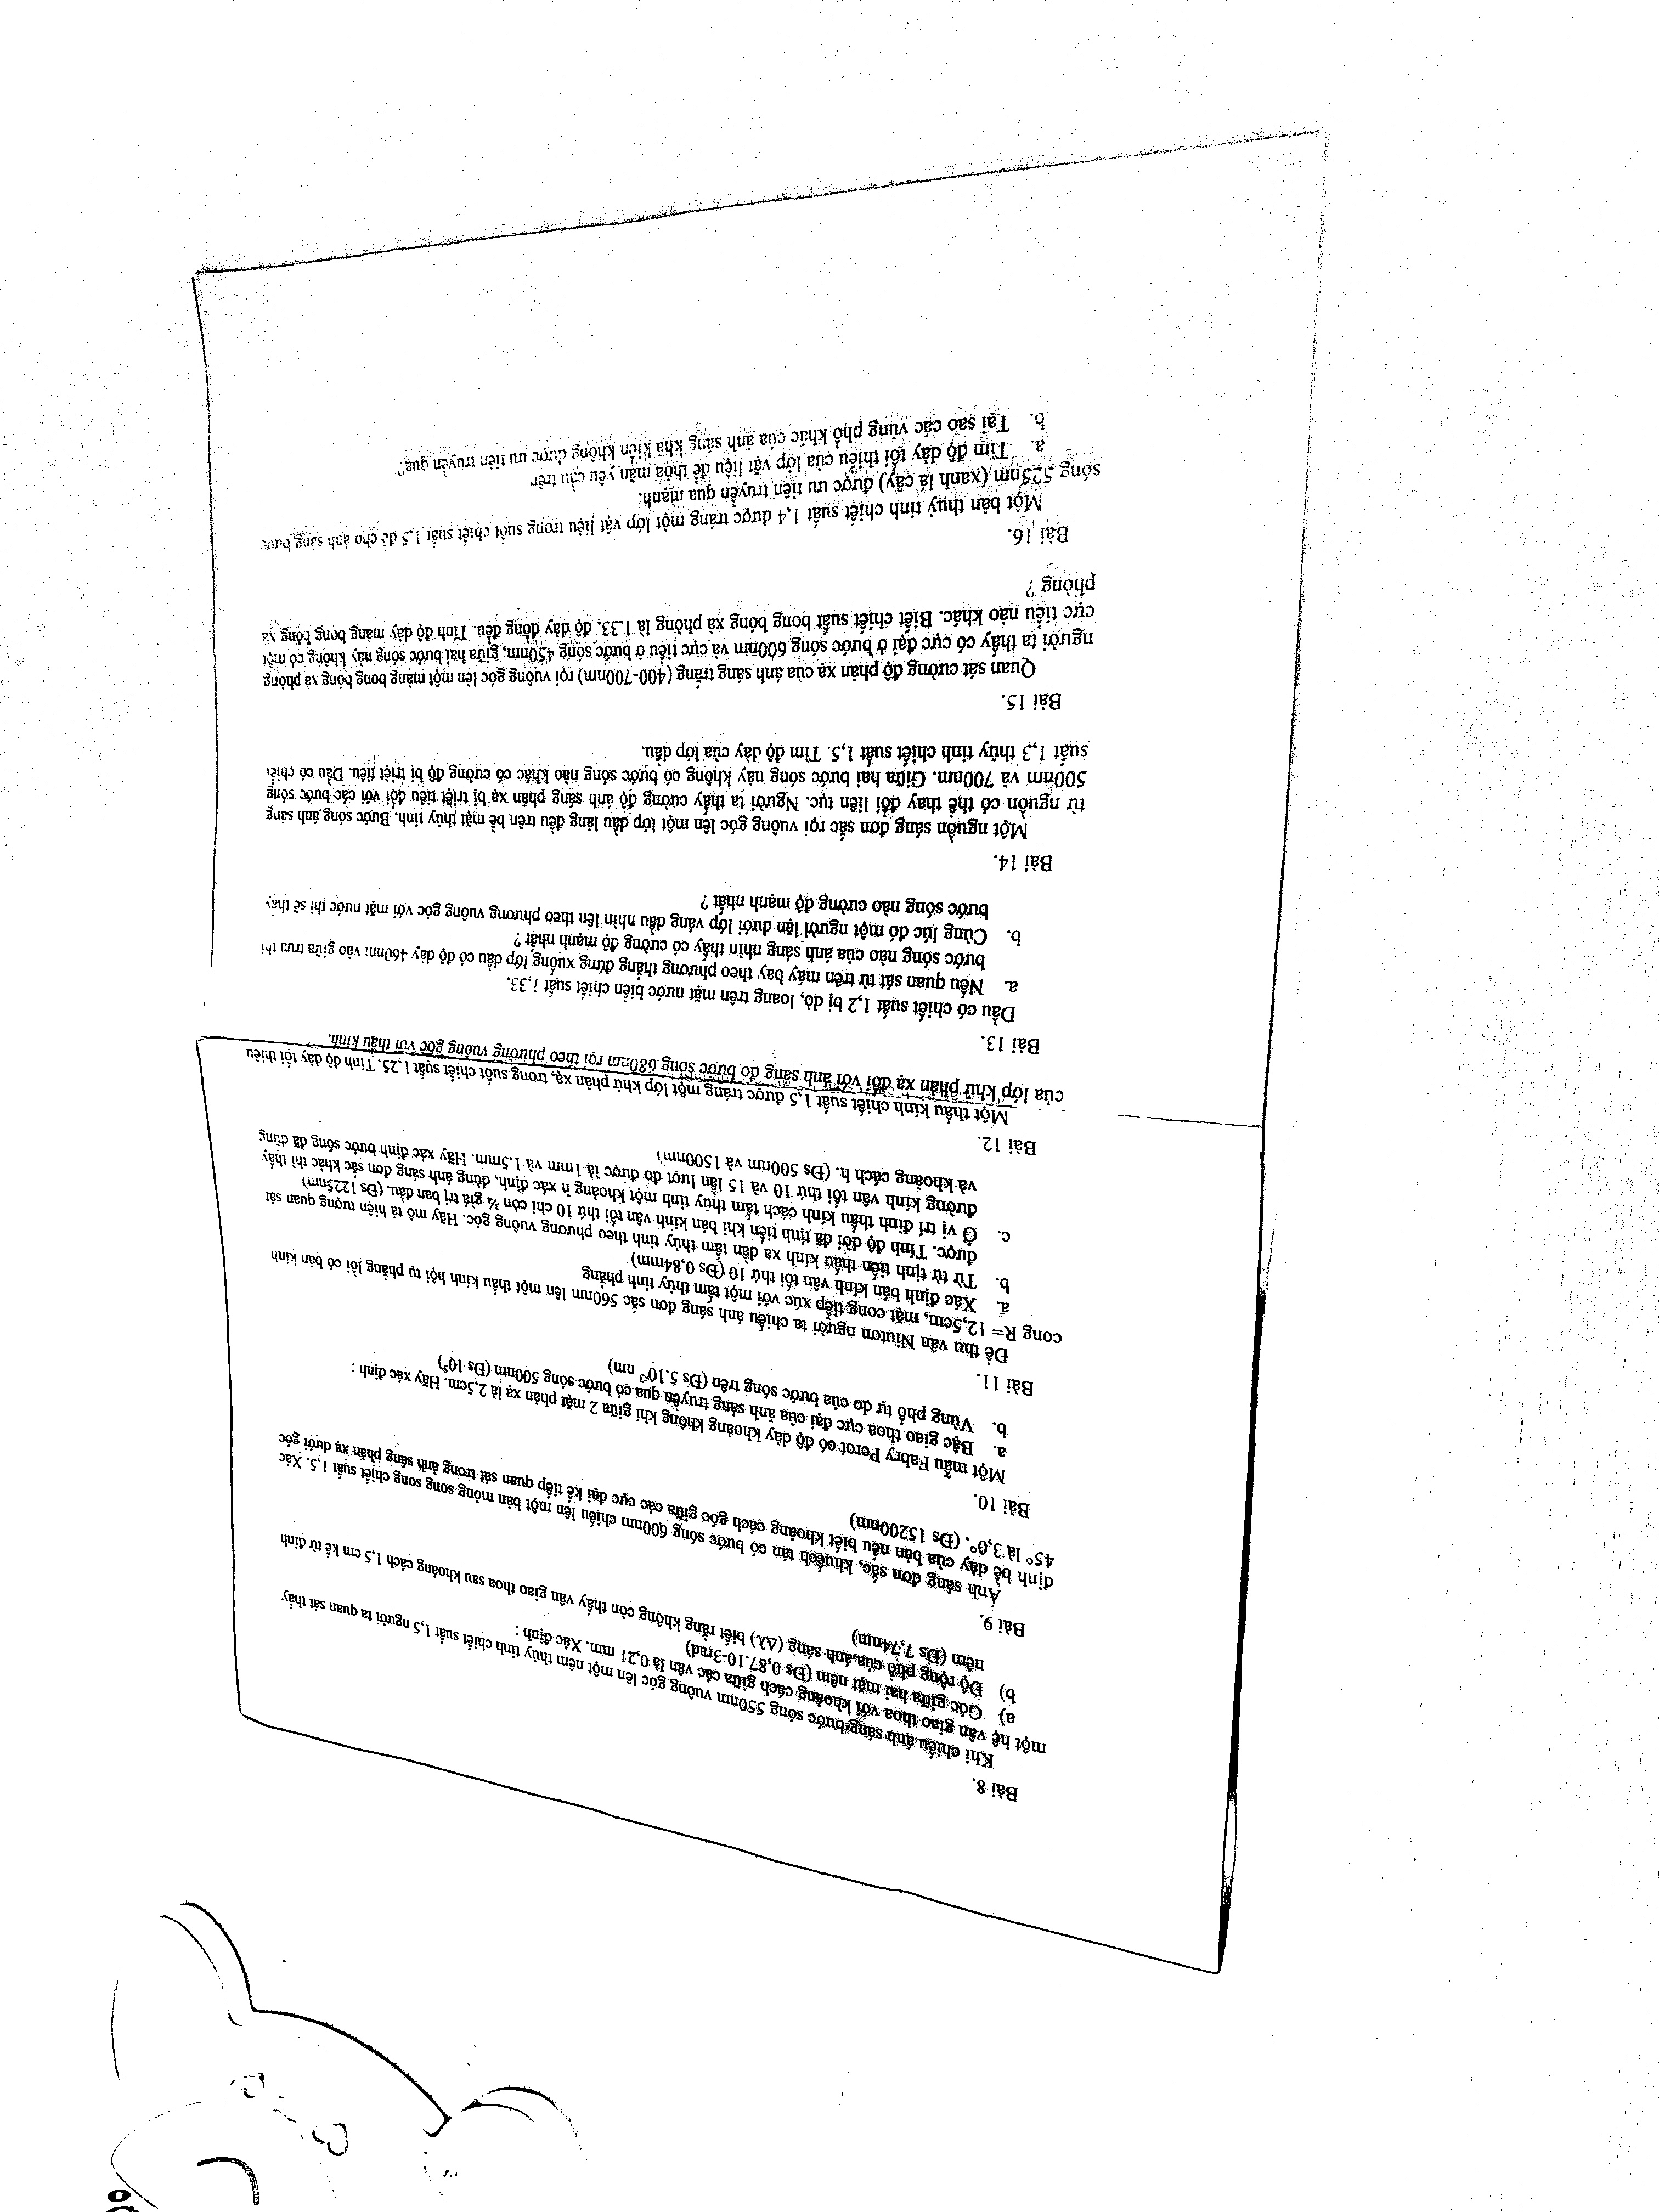 Bài 8.
Khi chiếu ánh sáng bước sóng 550nm vuông góc lên một nêm thủy tinh chiết suất 1,5 người ta quan sát thấy
một hệ vân giao thoa với khoảng cách giữa các vân là 0,21 mm. Xác định :
a) Góc giữa hai mặt nêm (Đs 0,87.10-3rad)
b) Độ rộng phổ của ánh sáng (Δλ) biết rằng không còn thấy vân giao thoa sau khoảng cách 1.5 cm kể từ đỉnh
nêm (Đs 7,74nm)
Bài 9.
Ánh sáng đơn sắc, khuếch tán có bước sóng 600nm chiếu lên một bản mỏng song song chiết suất 1,5. Xác
định bề dày của bản nếu biết khoảng cách góc giữa các cực đại kế tiếp quan sát trong ánh sáng phản xạ dưới góc
45° là 3,0°. (Đs 15200nm)
Bài 10.
Một mẫu Fabry Perot có độ dày khoảng không khí giữa 2 mặt phản xạ là 2,5cm. Hãy xác định :
a. Bậc giao thoa cực đại của ánh sáng truyền qua có bước sóng 500nm (Đs 10⁵)
b. Vùng phổ tự do của bước sóng trên (Đs 5.10⁻³ nm)
Bài 11.
Để thu vân Niuton người ta chiếu ánh sáng đơn sắc 560nm lên một thấu kính hội tụ phẳng lồi có bán kính
cong R= 12,5cm, mặt cong tiếp xúc với một tấm thủy tinh phẳng
a. Xác định bán kính vân tối thứ 10 (Đs 0,84mm)
b. Từ từ tịnh tiến thấu kính xa dần tấm thủy tinh theo phương vuông góc. Hãy mô tả hiện tượng quan sát
được. Tính độ dời đã tịnh tiến khi bán kính vân tối thứ 10 chỉ còn ¾ giá trị ban đầu. (Đs 1225nm)
c. Ở vị trí đỉnh thấu kính cách tấm thủy tinh một khoảng h xác định, dùng ánh sáng đơn sắc khác thì thấy
đường kính vân tối thứ 10 và 15 lần lượt đo được là 1mm và 1.5mm. Hãy xác định bước sóng đã dùng
và khoảng cách h. (Đs 500nm và 1500nm)
Bài 12.
Một thấu kính chiết suất 1,5 được tráng một lớp khử phản xạ, trong suốt chiết suất 1.25. Tính độ dày tối thiểu
của lớp khử phản xạ đối với ánh sáng đỏ bước sóng 680nm rọi theo phương vuông góc với thấu kính.
Bài 13.
Dầu có chiết suất 1,2 bị đổ, loang trên mặt nước biển chiết suất 1,33.
a. Nếu quan sát từ trên máy bay theo phương thẳng đứng xuống lớp dầu có độ dày 460nm vào giữa trưa thì
bước sóng nào của ánh sáng nhìn thấy có cường độ mạnh nhất ?
b. Cùng lúc đó một người lặn dưới lớp váng dầu nhìn lên theo phương vuông góc với mặt nước thì sẽ thấy
bước sóng nào cường độ mạnh nhất ?
Bài 14.
Một nguồn sáng đơn sắc rọi vuông góc lên một lớp dầu láng đều trên bề mặt thủy tinh. Bước sóng ánh sáng
từ nguồn có thể thay đổi liên tục. Người ta thấy cường độ ánh sáng phản xạ bị triệt tiêu đối với các bước sóng
500nm và 700nm. Giữa hai bước sóng này không có bước sóng nào khác có cường độ bị triệt tiêu. Dầu có chiết
suất 1,3 thủy tinh chiết suất 1,5. Tìm độ dày của lớp dầu.
Bài 15.
Quan sát cường độ phản xạ của ánh sáng trắng (400-700nm) rọi vuông góc lên một màng bong bóng xà phòng
người ta thấy có cực đại ở bước sóng 600nm và cực tiểu ở bước sóng 450nm, giữa hai bước sóng này không có một
cực tiểu nào khác. Biết chiết suất bong bóng xà phòng là 1.33. độ dày đồng đều. Tính độ dày màng bong bóng xà
phòng ?
Bài 16.
Một bản thuỷ tinh chiết suất 1,4 được tráng một lớp vật liệu trong suốt chiết suất 1.5 để cho ánh sáng bước
sóng 525nm (xanh lá cây) được ưu tiên truyền qua mạnh.
a. Tìm độ dày tối thiểu của lớp vật liệu để thỏa mãn yêu cầu trên
b. Tại sao các vùng phổ khác của ánh sáng khả kiến không được ưu tiên truyền qua